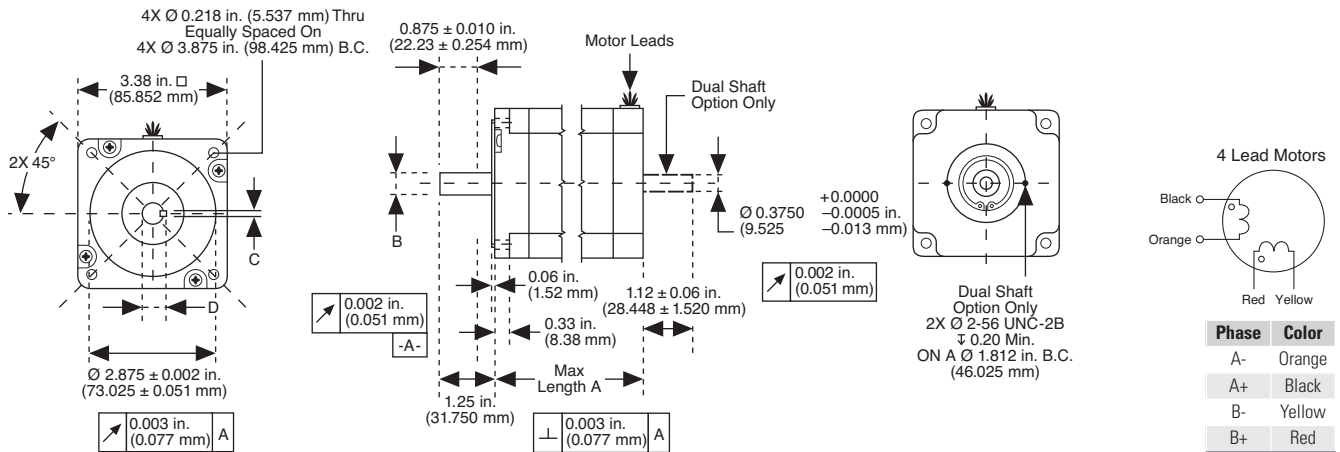 4X Ø 0.218 in. (5.537 mm) Thru
Equally Spaced On
4X Ø 3.875 in. (98.425 mm) B.C.
3.38 in. □
(85.852 mm)
2X 45°
C
D
Ø 2.875 ± 0.002 in.
(73.025 ± 0.051 mm)
0.003 in.
(0.077 mm)
A
0.875 ± 0.010 in.
(22.23 ± 0.254 mm)
Motor Leads
Dual Shaft
Option Only
B
+0.0000
Ø 0.3750 −0.0005 in.
(9.525 −0.013 mm)
0.002 in.
(0.051 mm)
0.06 in.
(1.52 mm)
0.002 in.
(0.051 mm)
-A-
0.33 in.
(8.38 mm)
1.12 ± 0.06 in.
(28.448 ± 1.520 mm)
Max
Length A
1.25 in.
(31.750 mm)
⊥
0.003 in.
(0.077 mm)
A
Dual Shaft
Option Only
2X Ø 2-56 UNC-2B
↧ 0.20 Min.
ON A Ø 1.812 in. B.C.
(46.025 mm)
4 Lead Motors
Black
Orange
Red Yellow
Phase Color
A- Orange
A+ Black
B- Yellow
B+ Red